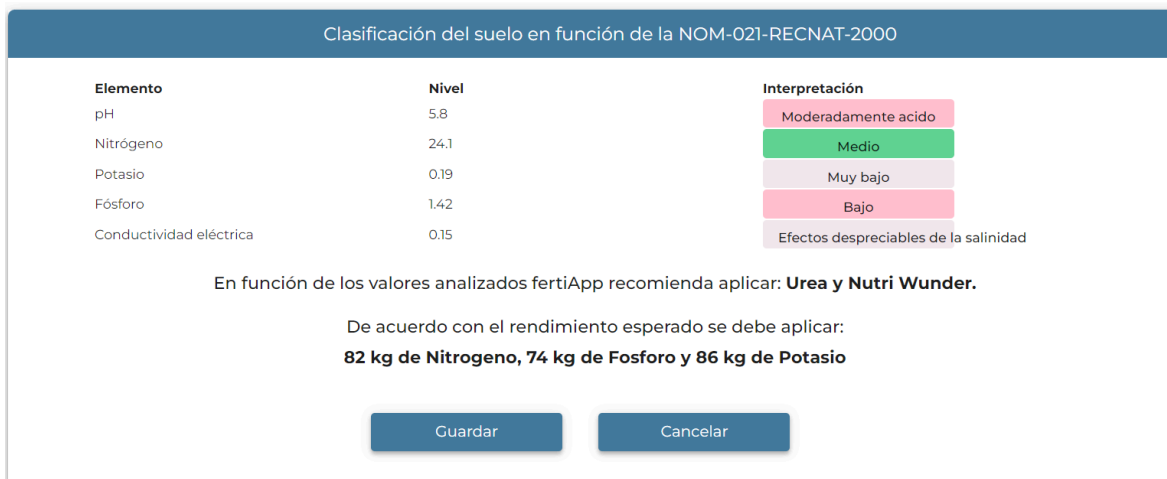 Clasificación del suelo en función de la NOM-021-RECNAT-2000
Elemento Nivel Interpretación
pH 5.8 Moderadamente acido
Nitrógeno 24.1 Medio
Potasio 0.19 Muy bajo
Fósforo 1.42 Bajo
Conductividad eléctrica 0.15 Efectos despreciables de la salinidad
En función de los valores analizados fertiApp recomienda aplicar: Urea y Nutri Wunder.
De acuerdo con el rendimiento esperado se debe aplicar:
82 kg de Nitrogeno, 74 kg de Fosforo y 86 kg de Potasio
Guardar Cancelar